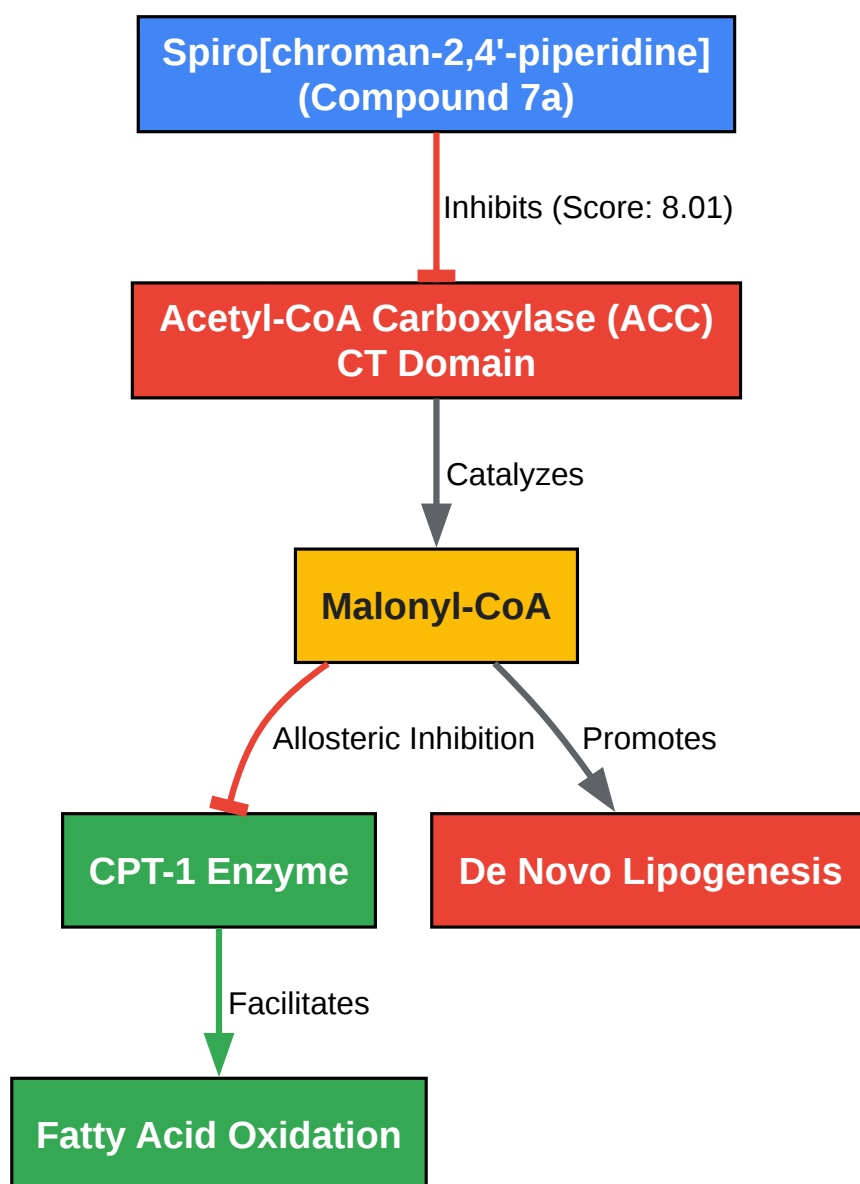 Spiro[chroman-2,4'-piperidine]
(Compound 7a)
Inhibits (Score: 8.01)
Acetyl-CoA Carboxylase (ACC)
CT Domain
Catalyzes
Malonyl-CoA
Allosteric Inhibition
Promotes
CPT-1 Enzyme
De Novo Lipogenesis
Facilitates
Fatty Acid Oxidation